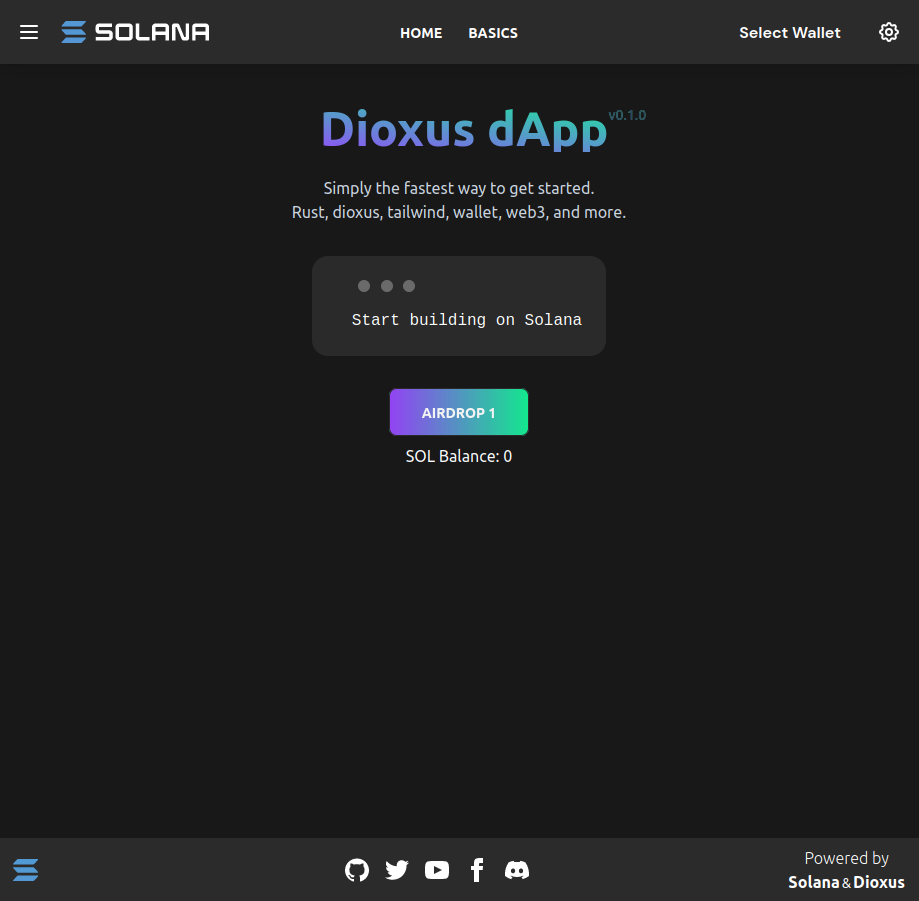 SOLANA
HOME
BASICS
Select Wallet
Dioxus dApp v0.1.0
Simply the fastest way to get started.
Rust, dioxus, tailwind, wallet, web3, and more.
Start building on Solana
AIRDROP 1
SOL Balance: 0
Powered by
Solana & Dioxus